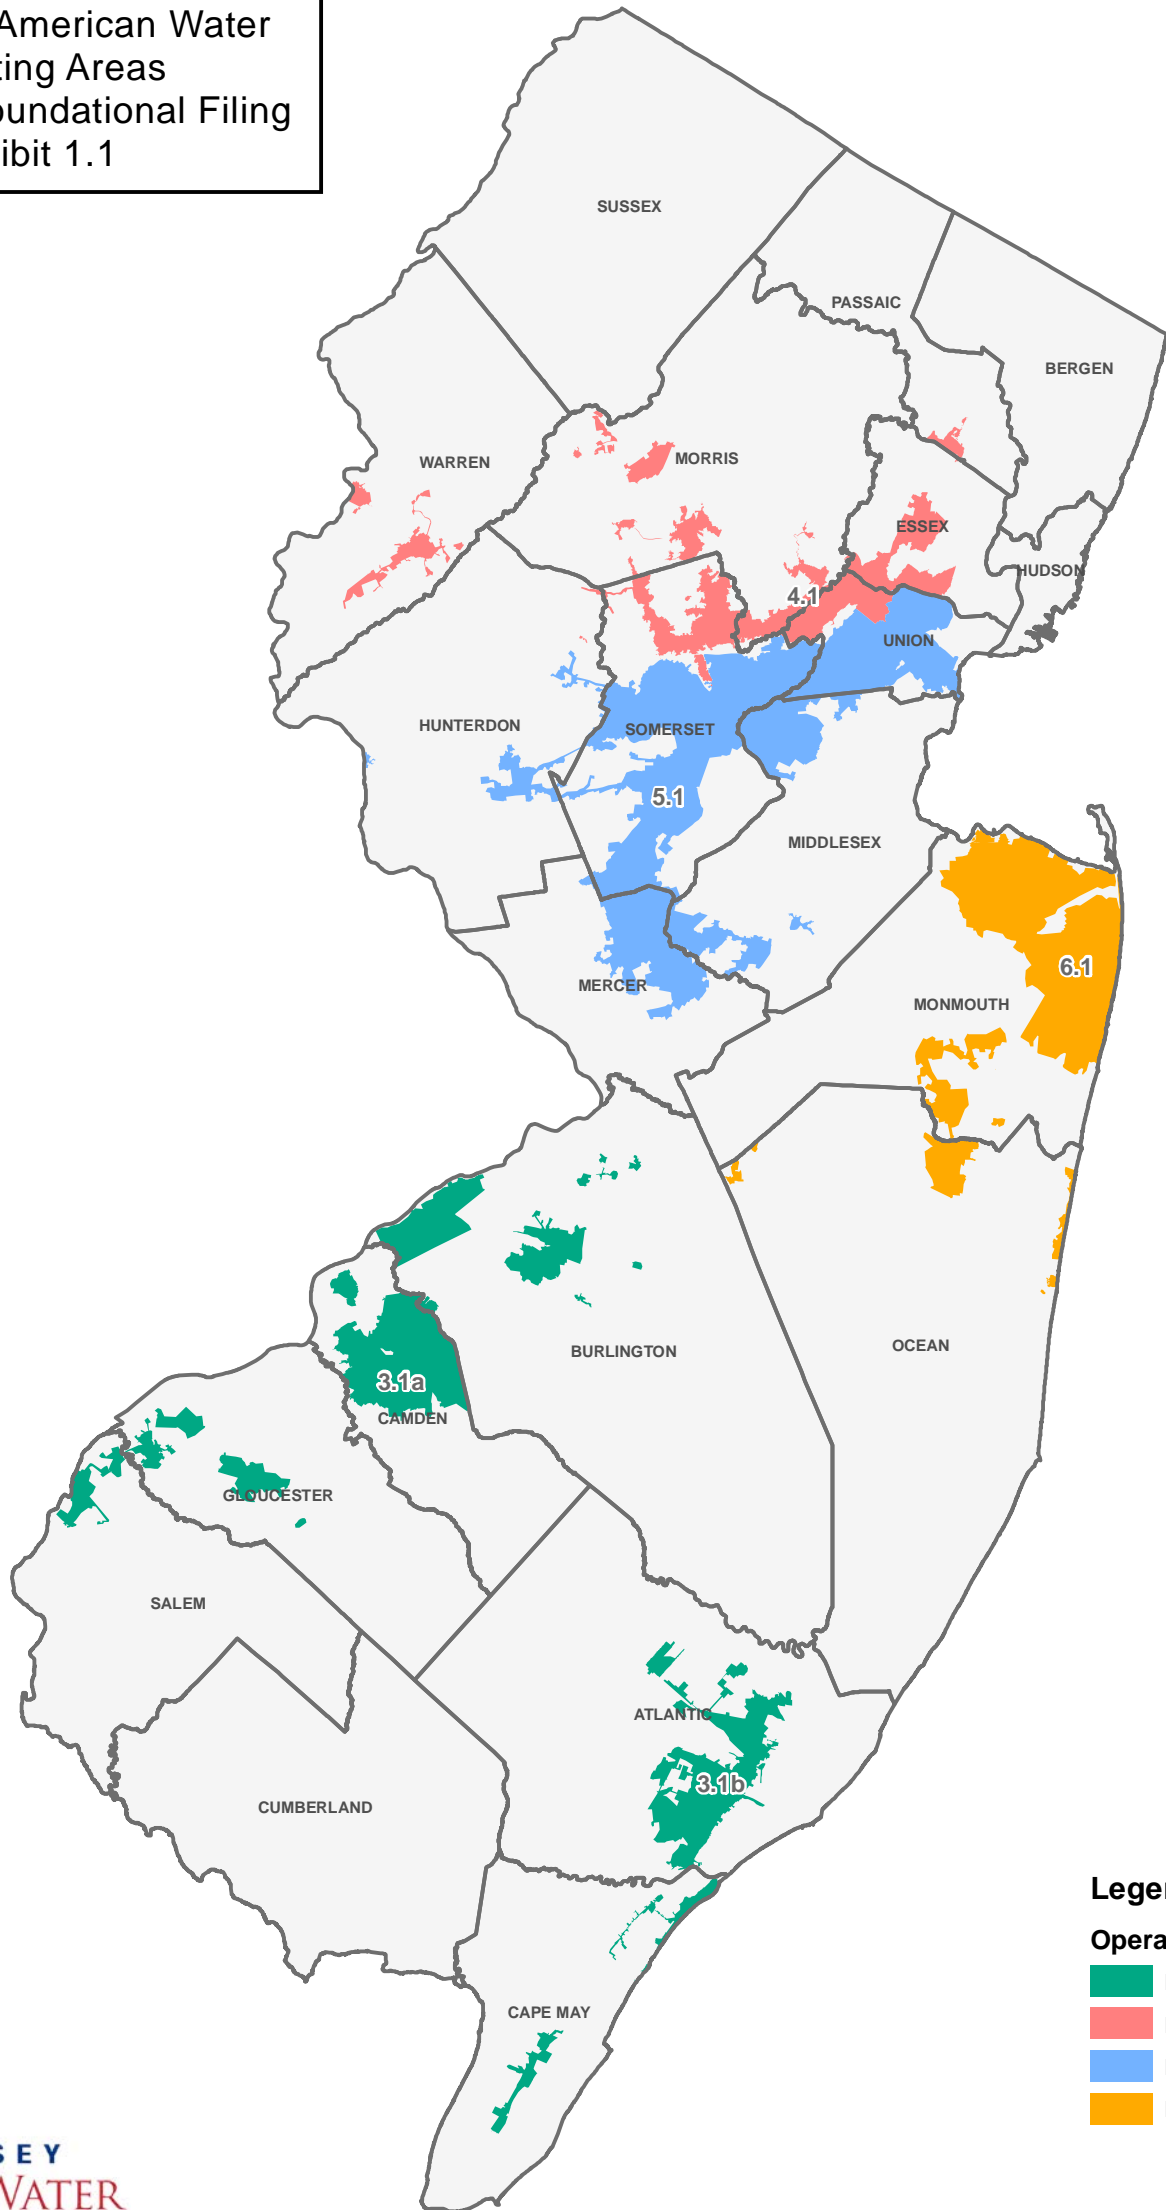 American Water
ting Areas
oundational Filing
ibit 1.1
SUSSEX
PASSAIC
BERGEN
WARREN
MORRIS
ESSEX
HUDSON
4.1
UNION
HUNTERDON
SOMERSET
5.1
MIDDLESEX
6.1
MERCER
MONMOUTH
BURLINGTON
OCEAN
3.1a
CAMDEN
GLOUCESTER
SALEM
ATLANTIC
3.1b
CUMBERLAND
Lege
Opera
CAPE MAY
SEY
WATER